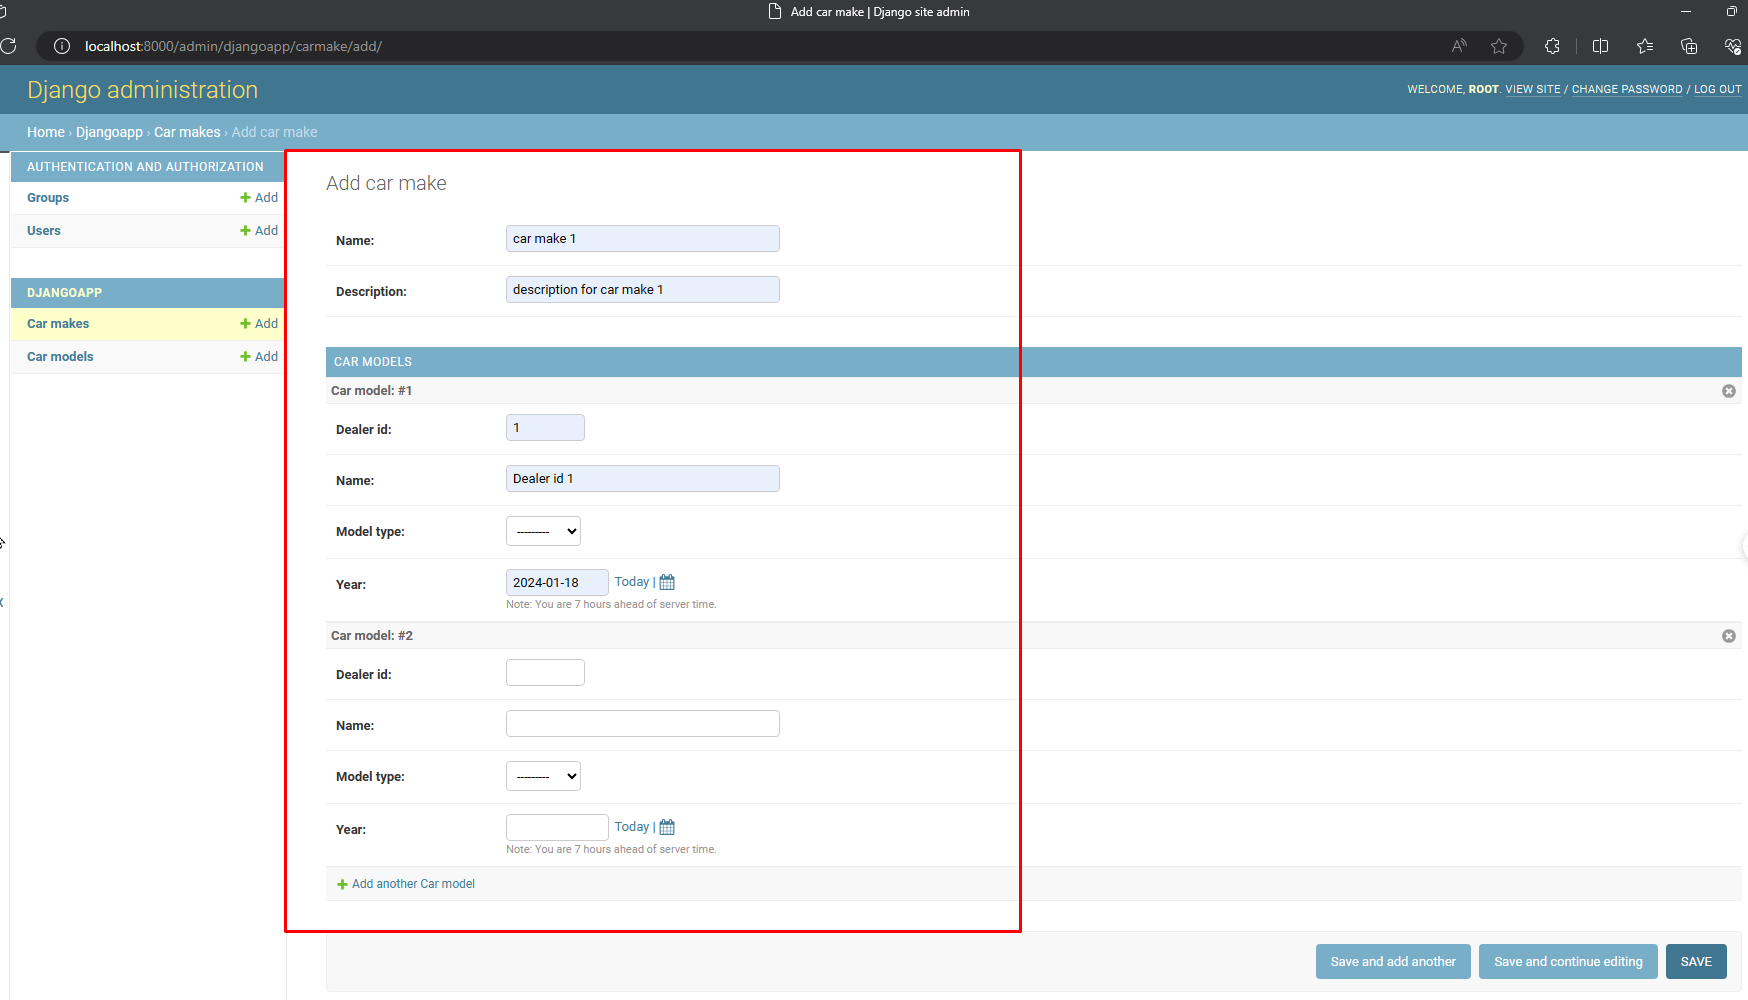 Add car make | Django site admin
localhost:8000/admin/djangoapp/carmake/add/
Django administration
WELCOME, ROOT. VIEW SITE / CHANGE PASSWORD / LOG OUT
Home › Djangoapp › Car makes › Add car make
AUTHENTICATION AND AUTHORIZATION
Groups + Add
Users + Add
DJANGOAPP
Car makes + Add
Car models + Add
Add car make
Name: car make 1
Description: description for car make 1
CAR MODELS
Car model: #1
Dealer id: 1
Name: Dealer id 1
Model type: ---------
Year: 2024-01-18 Today |
Note: You are 7 hours ahead of server time.
Car model: #2
Dealer id:
Name:
Model type: ---------
Year: Today |
Note: You are 7 hours ahead of server time.
+ Add another Car model
Save and add another Save and continue editing SAVE